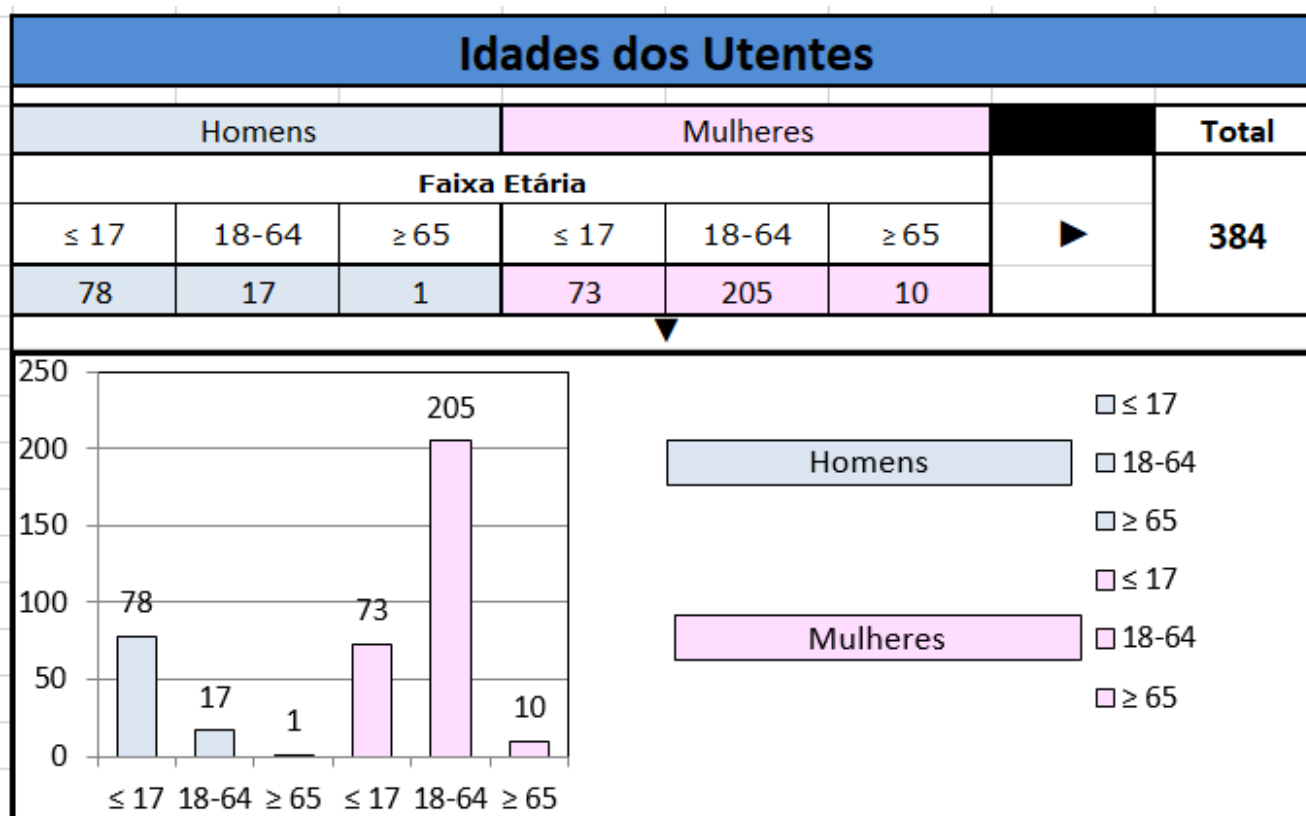 Idades dos Utentes
Homens Mulheres Total
Faixa Etária
≤ 17 18-64 ≥ 65 ≤ 17 18-64 ≥ 65 ► 384
78 17 1 73 205 10
▼
250
200
150
100
50
0
78 17 1 73 205 10
≤ 17 18-64 ≥ 65 ≤ 17 18-64 ≥ 65
Homens
Mulheres
≤ 17
18-64
≥ 65
≤ 17
18-64
≥ 65